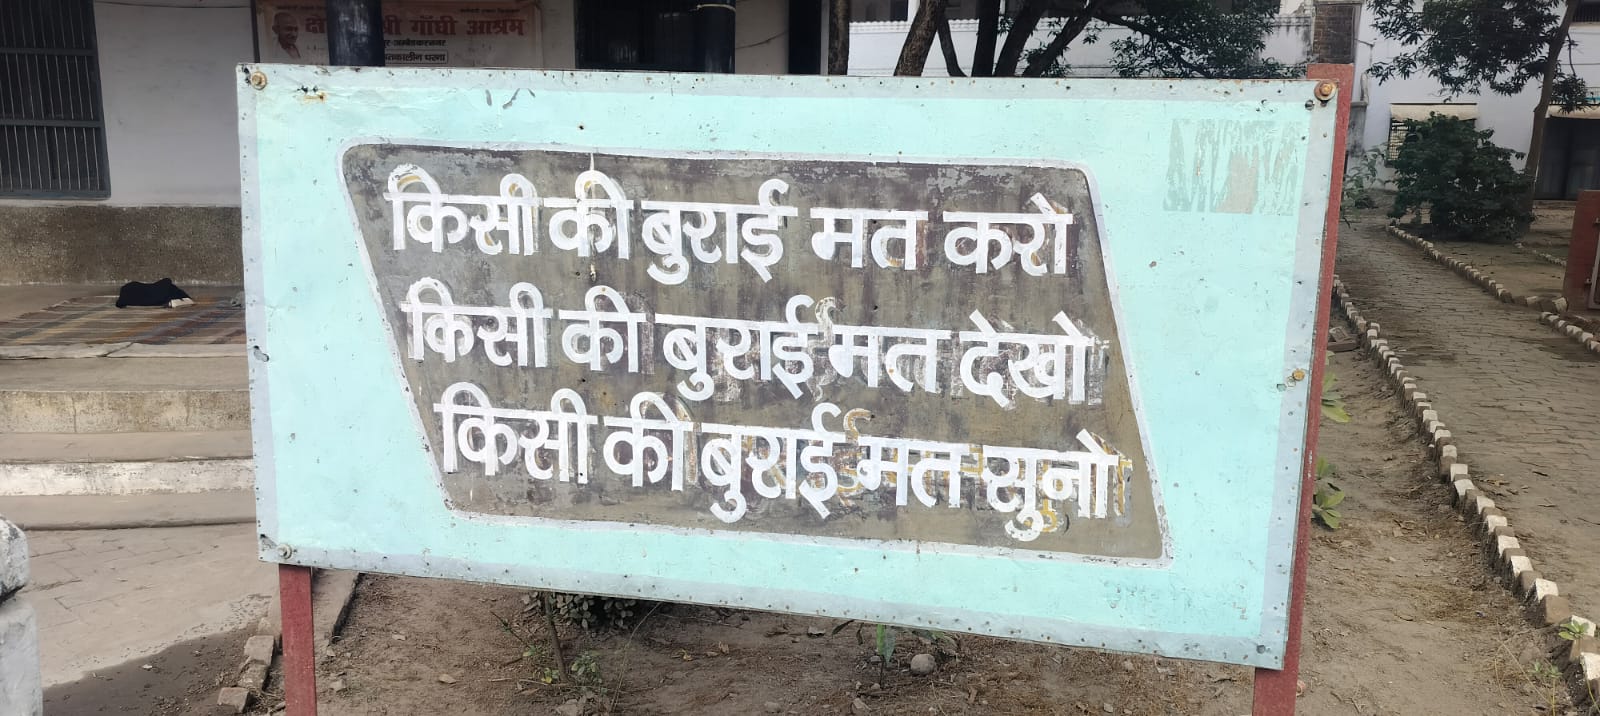 श्री गाँधी आश्रम
किसी की बुराई मत करो
किसी की बुराई मत देखो
किसी की बुराई मत सुनो